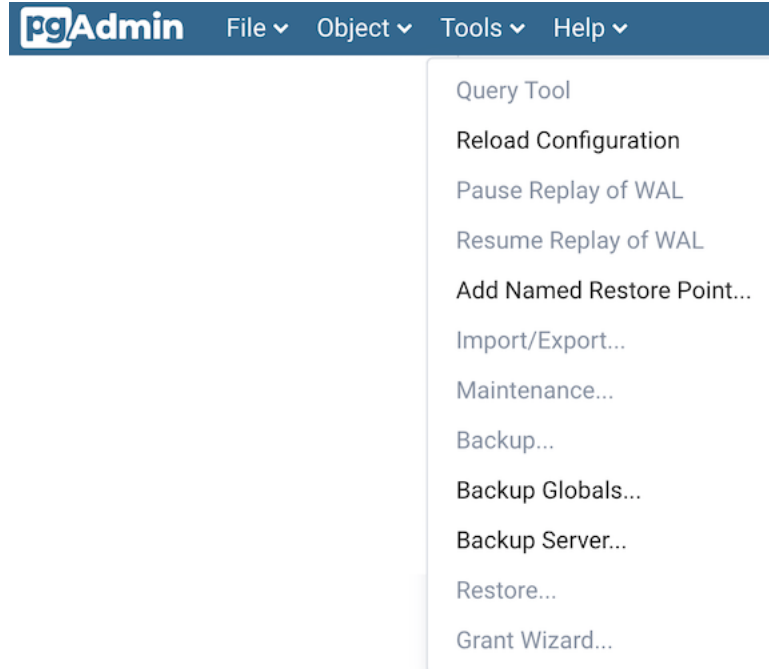 pgAdmin File Object Tools Help
Query Tool
Reload Configuration
Pause Replay of WAL
Resume Replay of WAL
Add Named Restore Point...
Import/Export...
Maintenance...
Backup...
Backup Globals...
Backup Server...
Restore...
Grant Wizard...